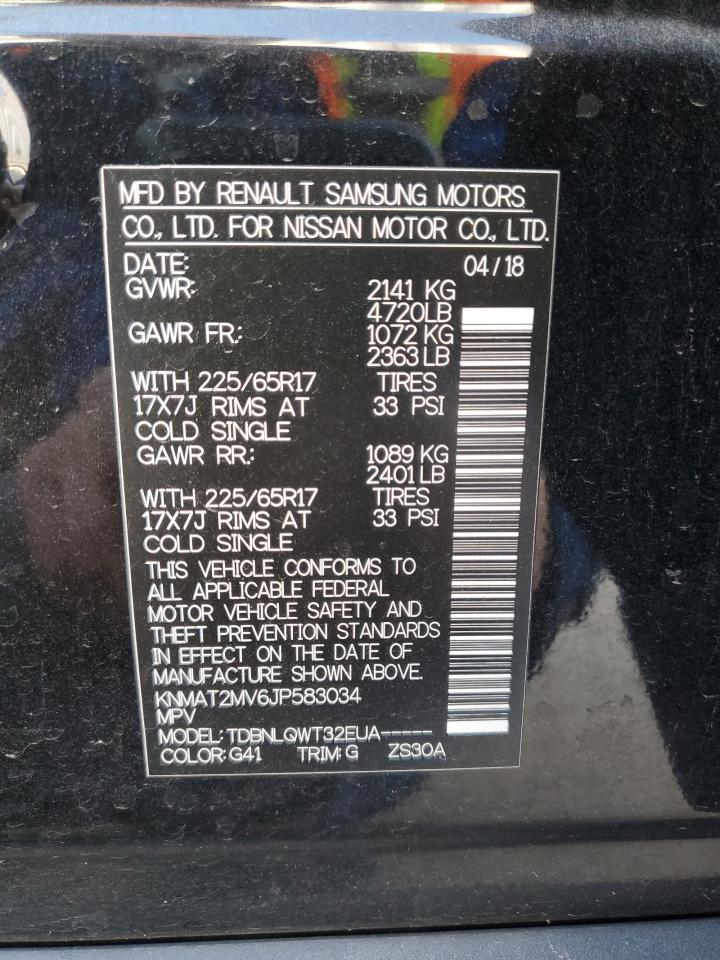 MFD BY RENAULT SAMSUNG MOTORS
CO., LTD. FOR NISSAN MOTOR CO., LTD.
DATE: 04/18
GVWR: 2141 KG
4720LB
GAWR FR.: 1072 KG
2363 LB
WITH 225/65R17 TIRES
17X7J RIMS AT 33 PSI
COLD SINGLE
GAWR RR.: 1089 KG
2401 LB
WITH 225/65R17 TIRES
17X7J RIMS AT 33 PSI
COLD SINGLE
THIS VEHICLE CONFORMS TO
ALL APPLICABLE FEDERAL
MOTOR VEHICLE SAFETY AND
THEFT PREVENTION STANDARDS
IN EFFECT ON THE DATE OF
MANUFACTURE SHOWN ABOVE.
KNMAT2MV6JP583034
MPV
MODEL: TDBNLQWT32EUA-----
COLOR: G41 TRIM: G ZS30A